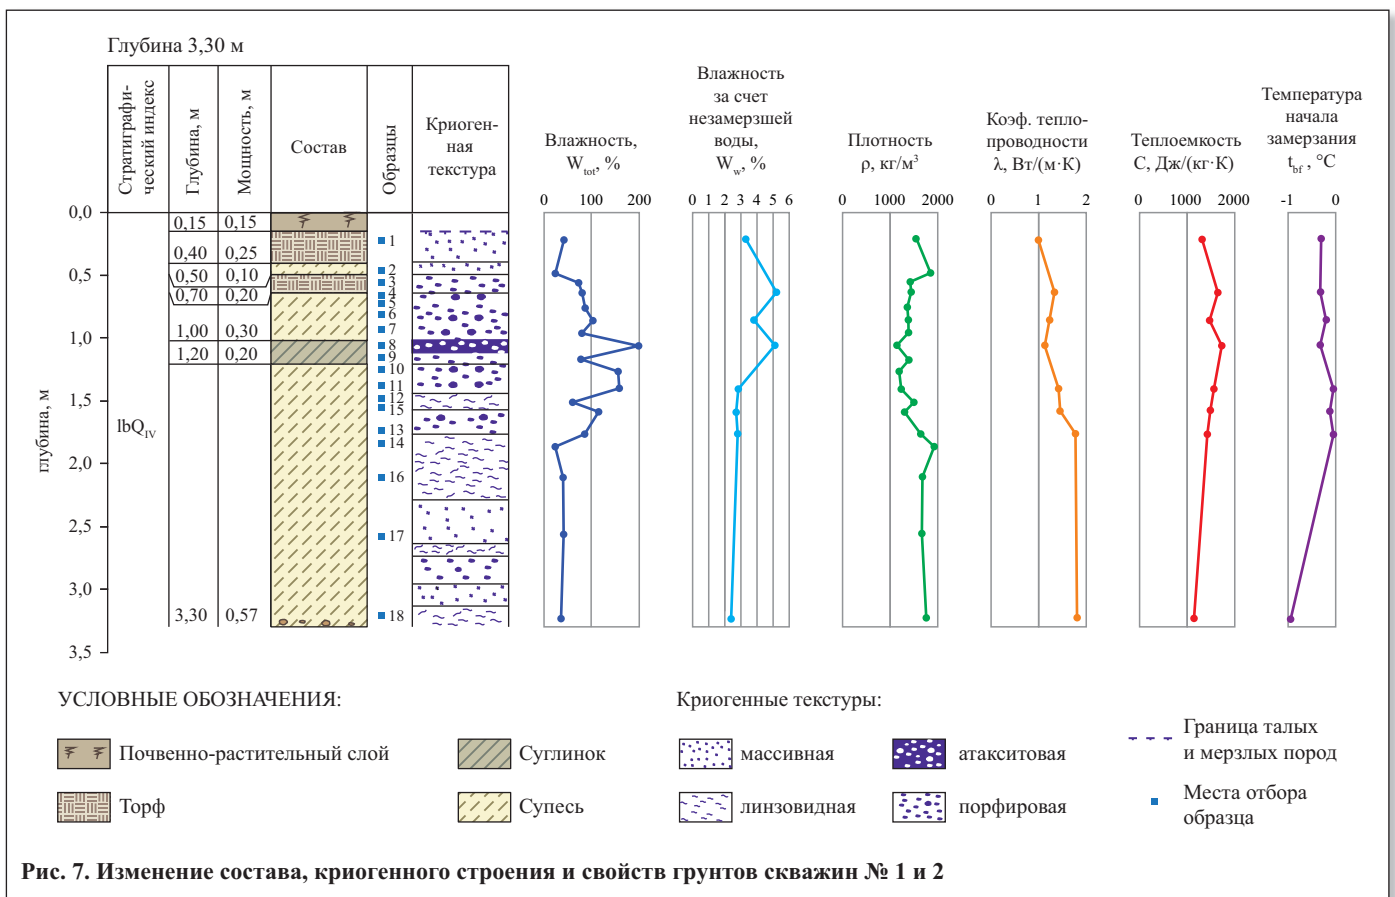 Глубина 3,30 м
Стратиграфи-
ческий индекс
Глубина, м
Мощность, м
Состав
Образцы
Криоген-
ная
текстура
Влажность,
W_tot, %
Влажность
за счет
незамерзшей
воды,
W_w, %
Плотность
ρ, кг/м³
Коэф. тепло-
проводности
λ, Вт/(м·К)
Теплоемкость
С, Дж/(кг·К)
Температура
начала
замерзания
t_bf , °С
0 100 200
0 1 2 3 4 5 6
0 1000 2000
0 1 2
0 1000 2000
-1 0
глубина, м
0,0
0,5
1,0
1,5
2,0
2,5
3,0
3,5
lbQ_IV
0,15 0,15
0,40 0,25
0,50 0,10
0,70 0,20
1,00 0,30
1,20 0,20
3,30 0,57
1
2
3
4
5
6
7
8
9
10
11
12
15
13
14
16
17
18
УСЛОВНЫЕ ОБОЗНАЧЕНИЯ:
Почвенно-растительный слой
Торф
Суглинок
Супесь
Криогенные текстуры:
массивная
линзовидная
атакситовая
порфировая
Граница талых
и мерзлых пород
Места отбора
образца
Рис. 7. Изменение состава, криогенного строения и свойств грунтов скважин № 1 и 2